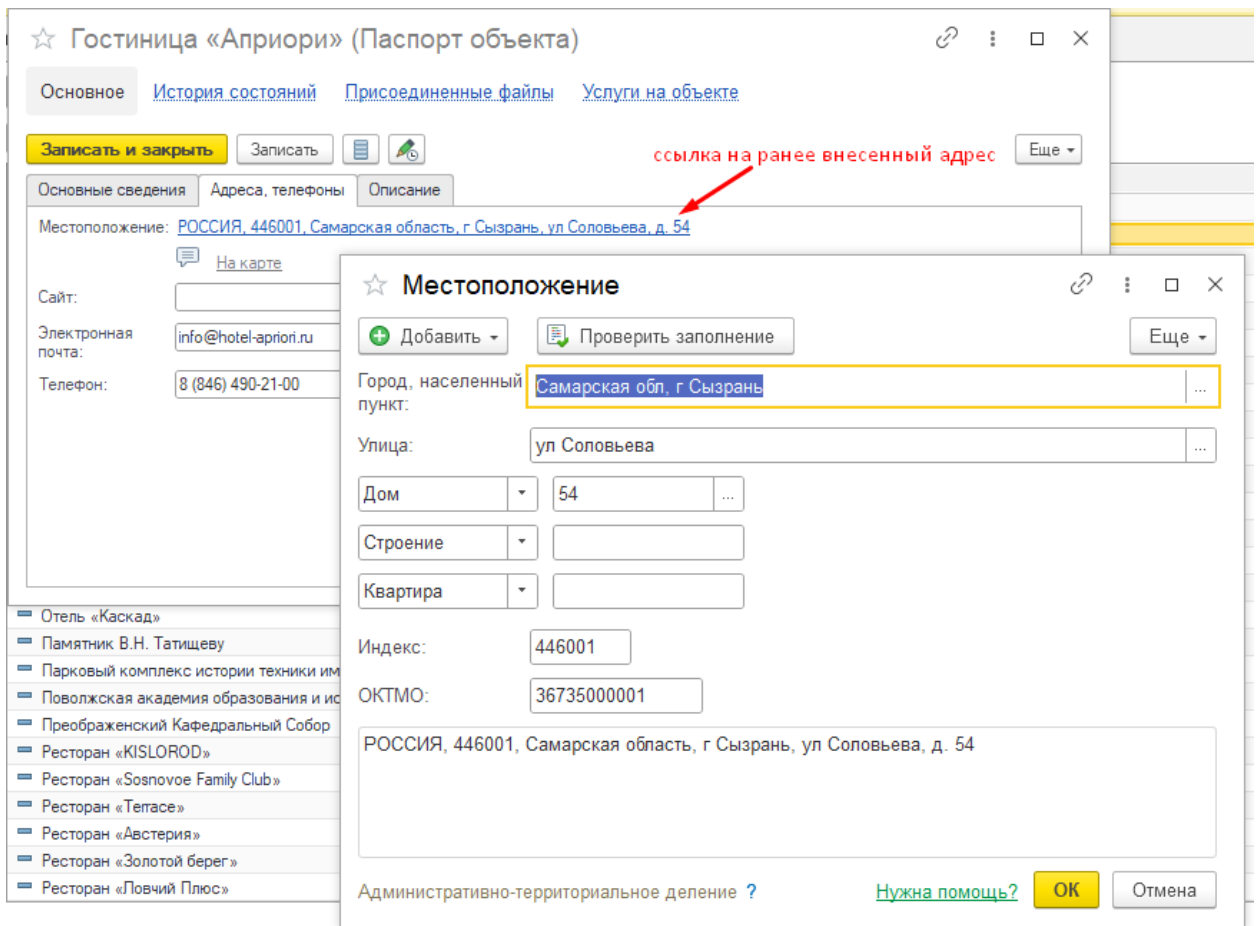 Гостиница «Априори» (Паспорт объекта)
Основное История состояний Присоединенные файлы Услуги на объекте
Записать и закрыть Записать Еще
ссылка на ранее внесенный адрес
Основные сведения Адреса, телефоны Описание
Местоположение: РОССИЯ, 446001, Самарская область, г Сызрань, ул Соловьева, д. 54
На карте
Сайт:
Электронная почта: info@hotel-apriori.ru
Телефон: 8 (846) 490-21-00
Местоположение
Добавить Проверить заполнение Еще
Город, населенный пункт: Самарская обл, г Сызрань
Улица: ул Соловьева
Дом 54
Строение
Квартира
Индекс: 446001
ОКТМО: 36735000001
РОССИЯ, 446001, Самарская область, г Сызрань, ул Соловьева, д. 54
Административно-территориальное деление ? Нужна помощь? ОК Отмена
Отель «Каскад»
Памятник В.Н. Татищеву
Парковый комплекс истории техники им
Поволжская академия образования и ис
Преображенский Кафедральный Собор
Ресторан «KISLOROD»
Ресторан «Sosnovoe Family Club»
Ресторан «Terrace»
Ресторан «Австерия»
Ресторан «Золотой берег»
Ресторан «Ловчий Плюс»